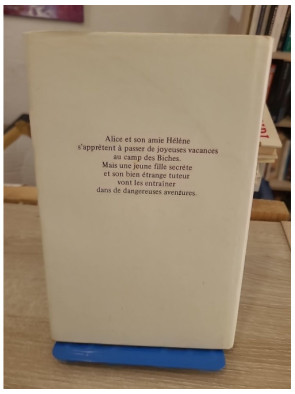 Alice et son amie Hélène
s'apprêtent à passer de joyeuses vacances
au camp des Biches.
Mais une jeune fille secrète
et son bien étrange tuteur
vont les entraîner
dans de dangereuses aventures.